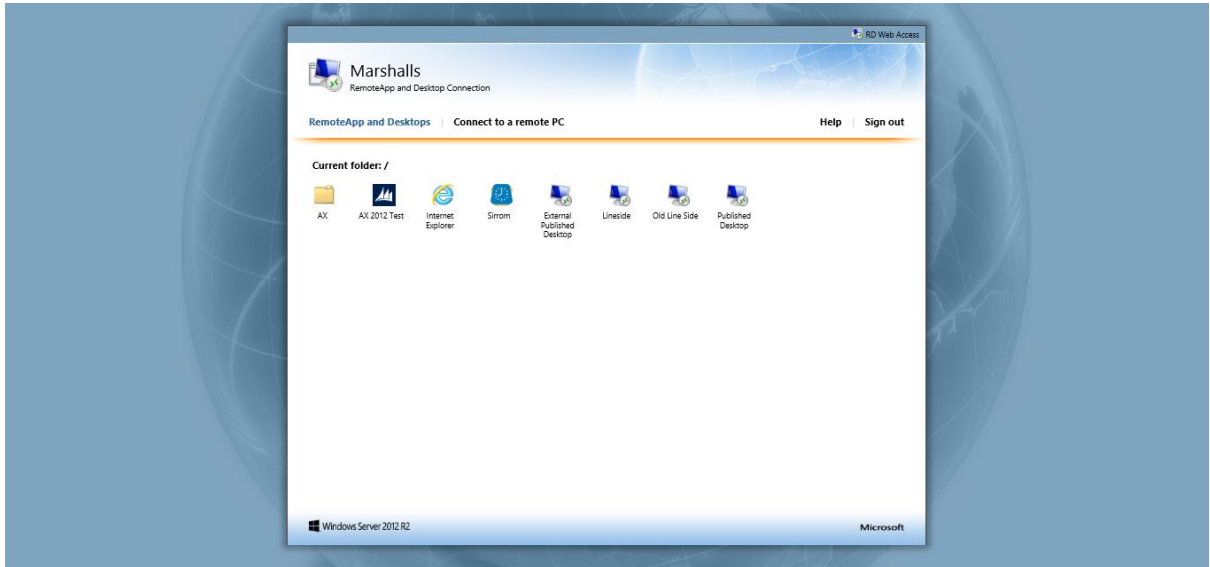 RD Web Access
Marshalls
RemoteApp and Desktop Connection
RemoteApp and Desktops | Connect to a remote PC Help | Sign out
Current folder: /
AX
AX 2012 Test
Internet
Explorer
Sirrom
External
Published
Desktop
Lineside
Old Line Side
Published
Desktop
Windows Server 2012 R2
Microsoft